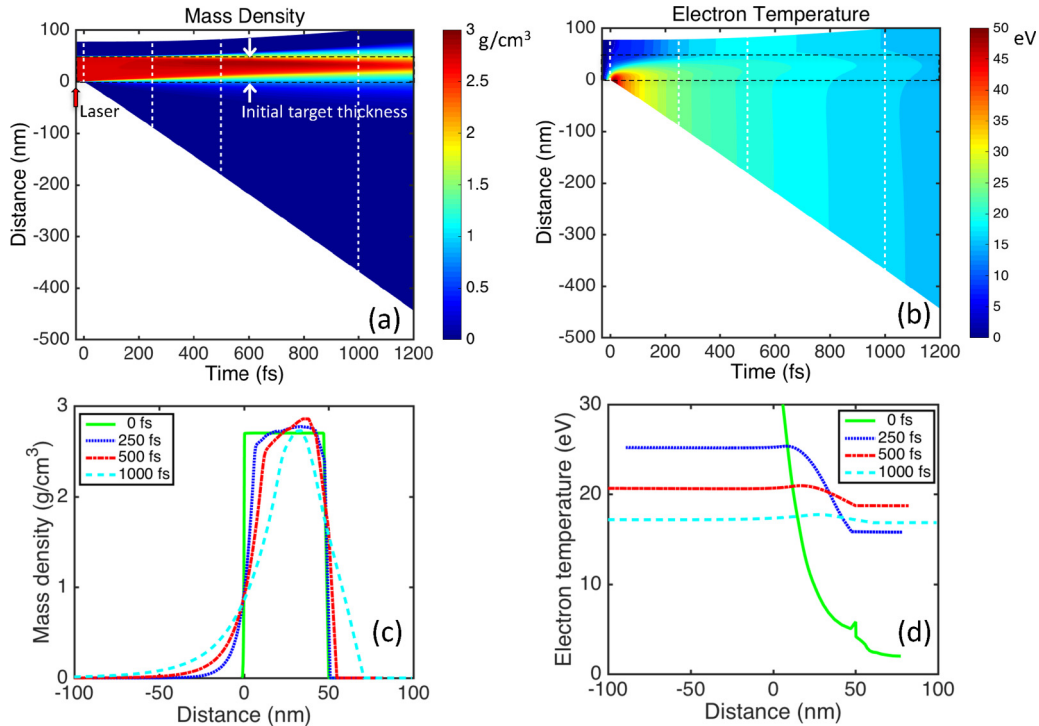 Mass Density
g/cm³
100
0
-100
-200
-300
-400
-500
Distance (nm)
Laser
Initial target thickness
(a)
0 200 400 600 800 1000 1200
Time (fs)
3
2.5
2
1.5
1
0.5
0
Electron Temperature
eV
100
0
-100
-200
-300
-400
-500
Distance (nm)
(b)
0 200 400 600 800 1000 1200
Time (fs)
50
45
40
35
30
25
20
15
10
5
0
3
2
1
0
Mass density (g/cm³)
0 fs
250 fs
500 fs
1000 fs
(c)
-100 -50 0 50 100
Distance (nm)
30
20
10
0
Electron temperature (eV)
0 fs
250 fs
500 fs
1000 fs
(d)
-100 -50 0 50 100
Distance (nm)